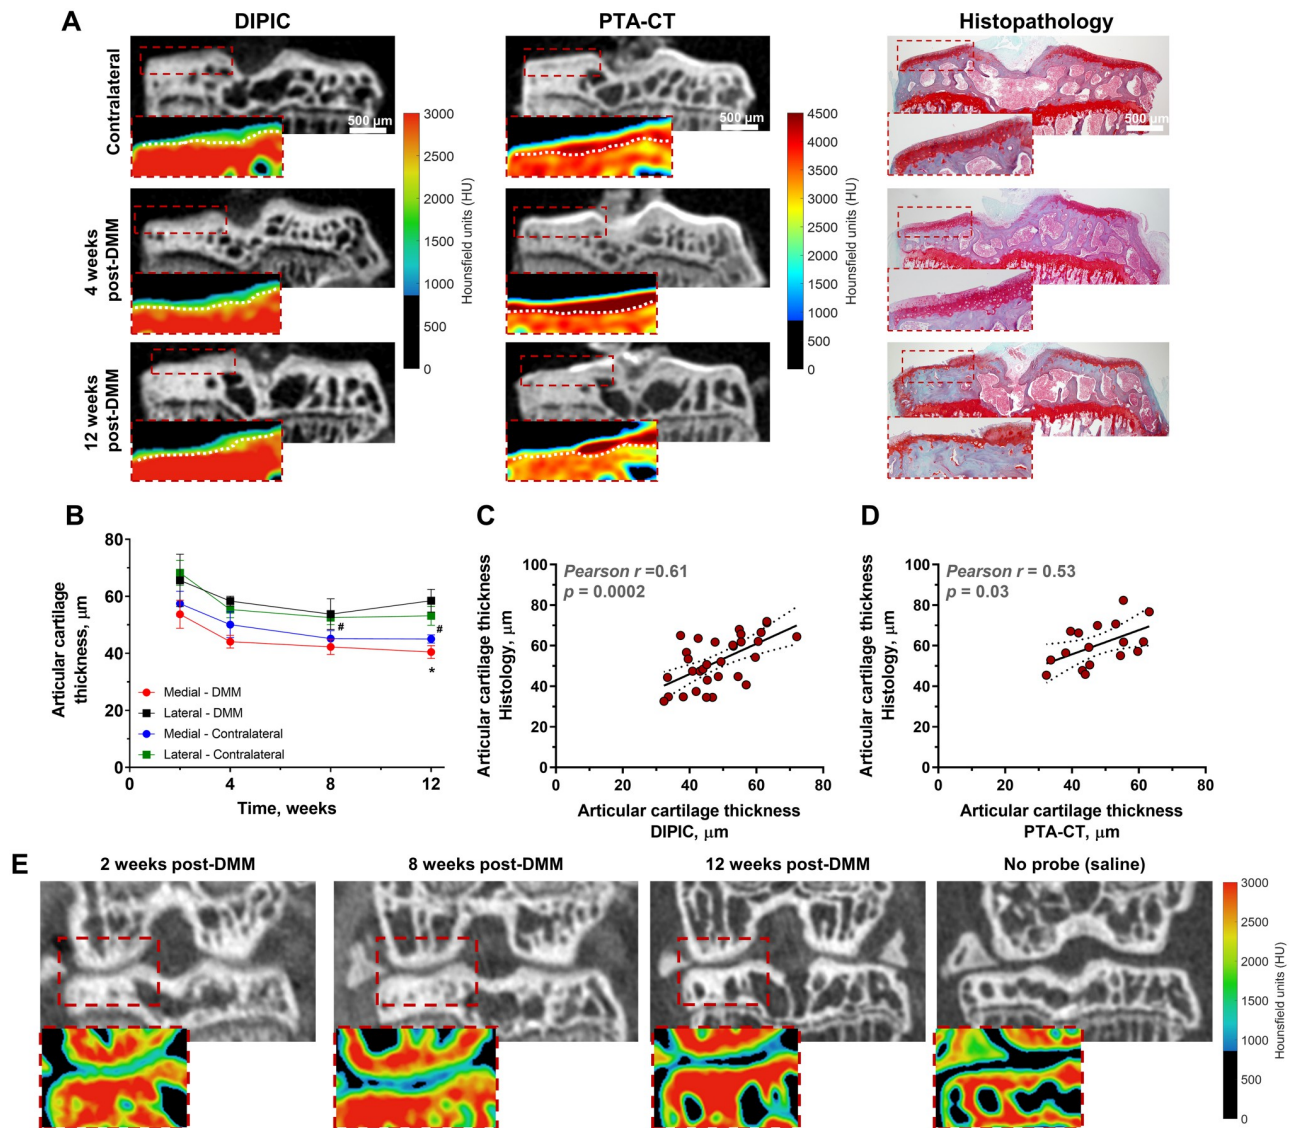 A
DIPIC
PTA-CT
Histopathology
Contralateral
500 μm
500 μm
500 μm
3000
2500
2000
1500
1000
500
0
Hounsfield units (HU)
4500
4000
3500
3000
2500
2000
1500
1000
500
0
Hounsfield units (HU)
4 weeks
post-DMM
12 weeks
post-DMM
B
Articular cartilage
thickness, μm
80
60
40
20
0
#
#
*
Medial - DMM
Lateral - DMM
Medial - Contralateral
Lateral - Contralateral
0
4
8
12
Time, weeks
C
Pearson r =0.61
p = 0.0002
Articular cartilage thickness
Histology, μm
100
80
60
40
20
0
0
20
40
60
80
Articular cartilage thickness
DIPIC, μm
D
Pearson r = 0.53
p = 0.03
Articular cartilage thickness
Histology, μm
100
80
60
40
20
0
0
20
40
60
80
Articular cartilage thickness
PTA-CT, μm
E
2 weeks post-DMM
8 weeks post-DMM
12 weeks post-DMM
No probe (saline)
3000
2500
2000
1500
1000
500
0
Hounsfield units (HU)